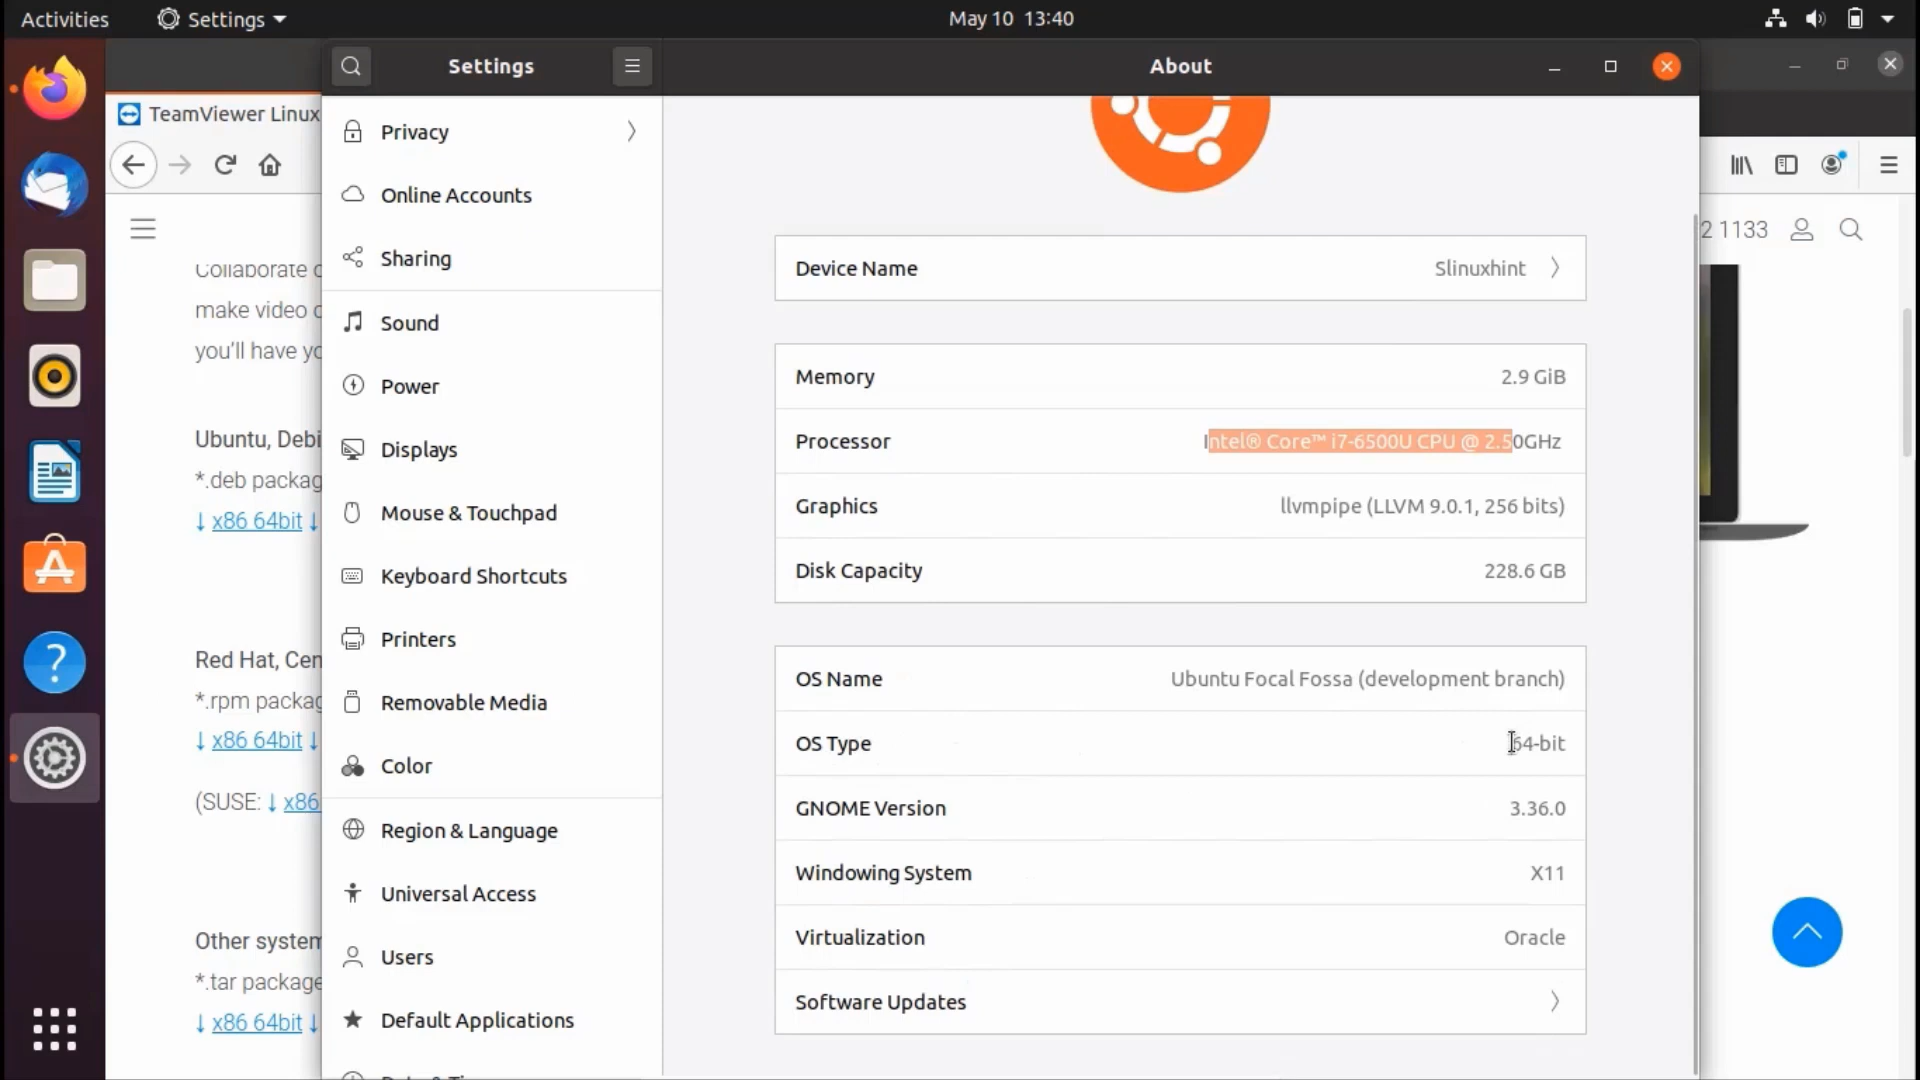 Activities
Settings
May 10 13:40
Settings
About
TeamViewer Linux
Privacy
Online Accounts
Sharing
Sound
Power
Displays
Mouse & Touchpad
Keyboard Shortcuts
Printers
Removable Media
Color
Region & Language
Universal Access
Users
Default Applications
Device Name Slinuxhint
Memory 2.9 GiB
Processor Intel® Core™ i7-6500U CPU @ 2.50GHz
Graphics llvmpipe (LLVM 9.0.1, 256 bits)
Disk Capacity 228.6 GB
OS Name Ubuntu Focal Fossa (development branch)
OS Type 64-bit
GNOME Version 3.36.0
Windowing System X11
Virtualization Oracle
Software Updates
Collaborate
make video
you'll have
Ubuntu, Debi
*.deb packag
↓ x86 64bit ↓
Red Hat, Cen
*.rpm packag
↓ x86 64bit ↓
(SUSE: ↓ x86
Other system
*.tar package
↓ x86 64bit ↓
2 1133